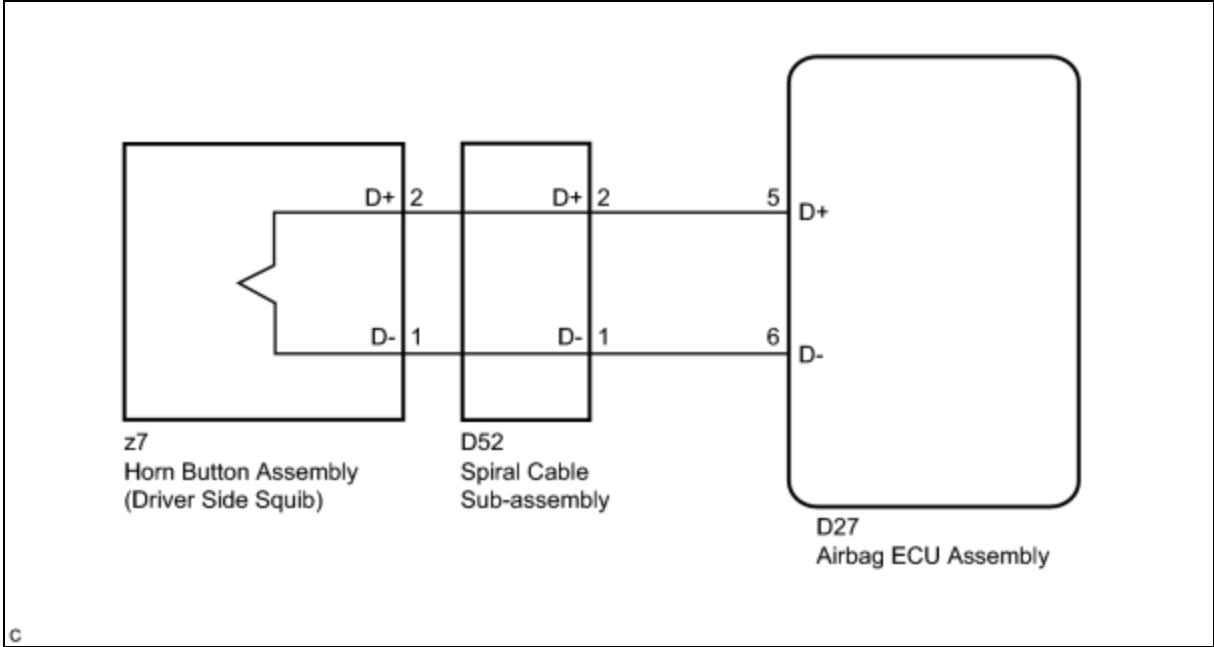 D+ 2 D+ 2 5 D+
D- 1 D- 1 6 D-
z7
Horn Button Assembly
(Driver Side Squib)
D52
Spiral Cable
Sub-assembly
D27
Airbag ECU Assembly
c